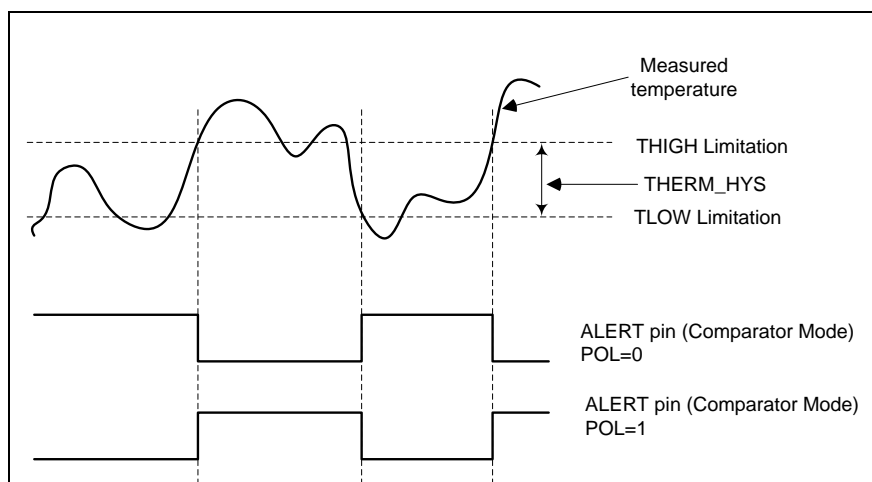 Measured
temperature
THIGH Limitation
THERM_HYS
TLOW Limitation
ALERT pin (Comparator Mode)
POL=0
ALERT pin (Comparator Mode)
POL=1